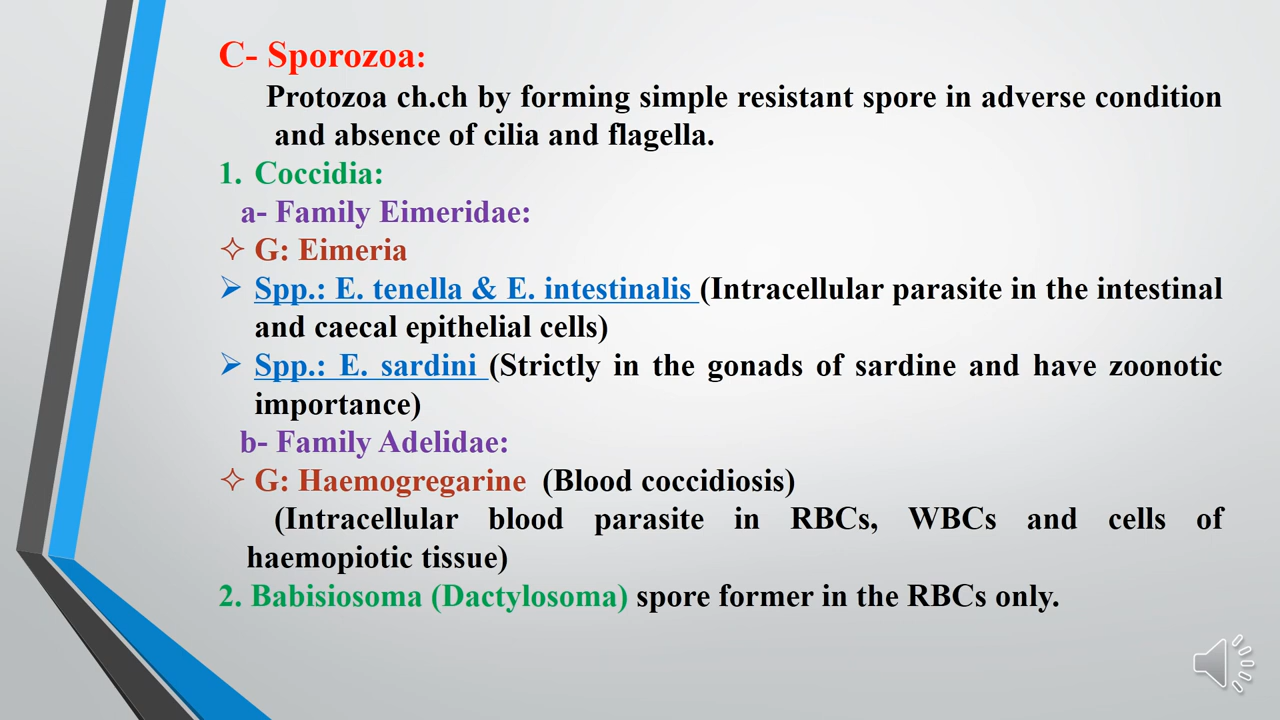 C- Sporozoa:
Protozoa ch.ch by forming simple resistant spore in adverse condition
and absence of cilia and flagella.
1. Coccidia:
a- Family Eimeridae:
✧ G: Eimeria
➢ Spp.: E. tenella & E. intestinalis (Intracellular parasite in the intestinal
and caecal epithelial cells)
➢ Spp.: E. sardini (Strictly in the gonads of sardine and have zoonotic
importance)
b- Family Adelidae:
✧ G: Haemogregarine (Blood coccidiosis)
(Intracellular blood parasite in RBCs, WBCs and cells of
haemopiotic tissue)
2. Babisiosoma (Dactylosoma) spore former in the RBCs only.